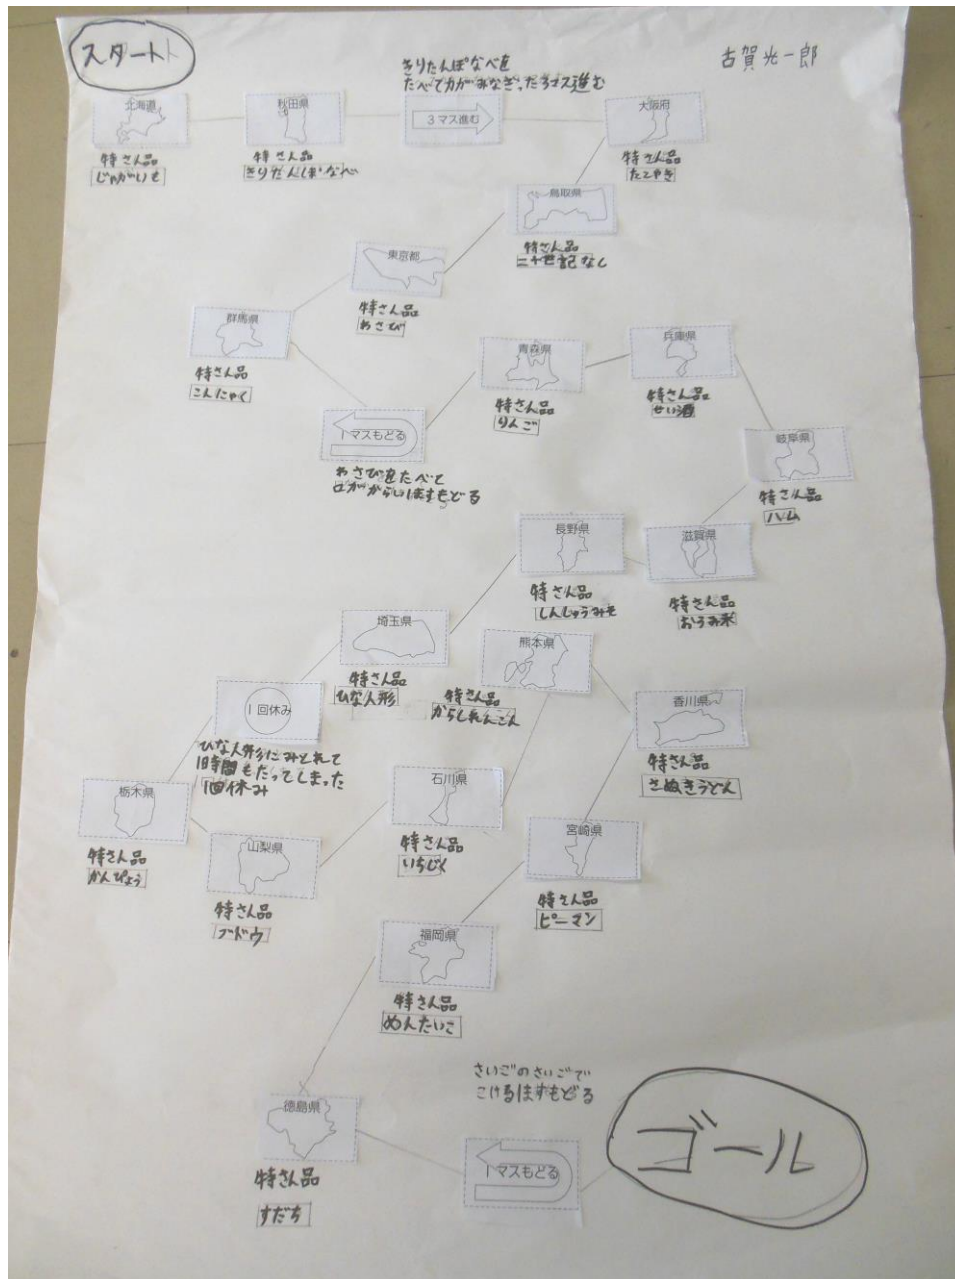 スタート
古賀光一郎
きりたんぽなべを
たべて力がみなぎったら3マス進む
北海道
秋田県
3マス進む
大阪府
特さん品
じゃがいも
特さん品
きりたんぽなべ
特さん品
たこやき
鳥取県
特さん品
二十世記なし
東京都
特さん品
わさび
群馬県
特さん品
こんにゃく
青森県
特さん品
りんご
兵庫県
特さん品
せい酒
1マスもどる
わさびをたべて
口がからい1ますもどる
岐阜県
特さん品
ハム
滋賀県
特さん品
おうみ米
長野県
特さん品
しんしゅうみそ
埼玉県
特さん品
ひな人形
1回休み
ひな人形にみとれて
1時間もたってしまった
1回休み
栃木県
特さん品
かんぴょう
山梨県
特さん品
ブドウ
石川県
特さん品
いちじく
熊本県
特さん品
からしれんこん
香川県
特さん品
さぬきうどん
宮崎県
特さん品
ピーマン
福岡県
特さん品
めんたいこ
徳島県
特さん品
すだち
さいごのさいごで
こける1ますもどる
1マスもどる
ゴール